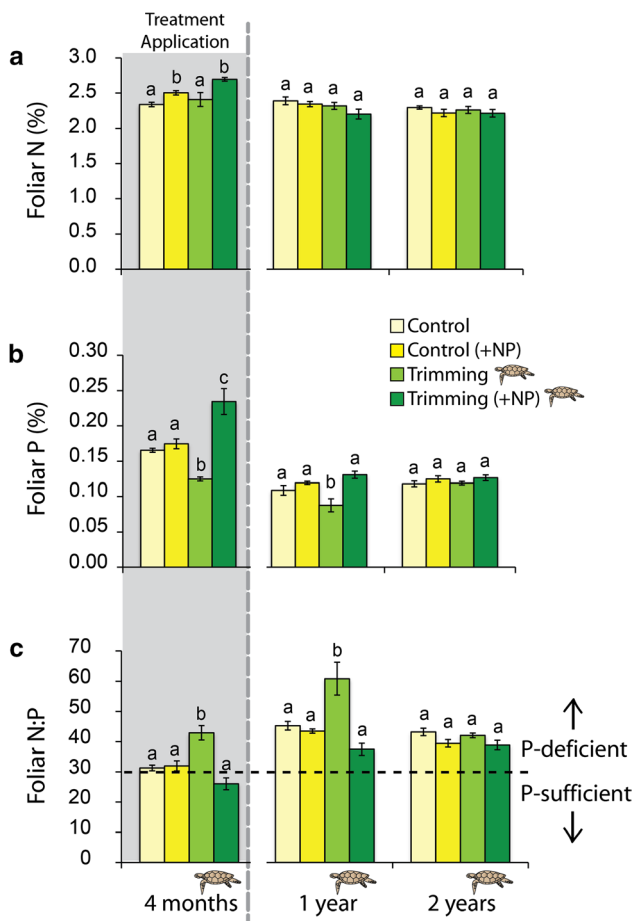 Treatment
Application
a
Foliar N (%)
3.0
2.5
2.0
1.5
1.0
0.5
0.0
a b a b
a a a a
a a a a
Control
Control (+NP)
Trimming
Trimming (+NP)
b
Foliar P (%)
0.30
0.25
0.20
0.15
0.10
0.05
0.00
a a b c
a a b a
a a a a
c
Foliar N:P
70
60
50
40
30
20
10
0
a a b a
a a b a
a a a a
P-deficient
P-sufficient
4 months 1 year 2 years